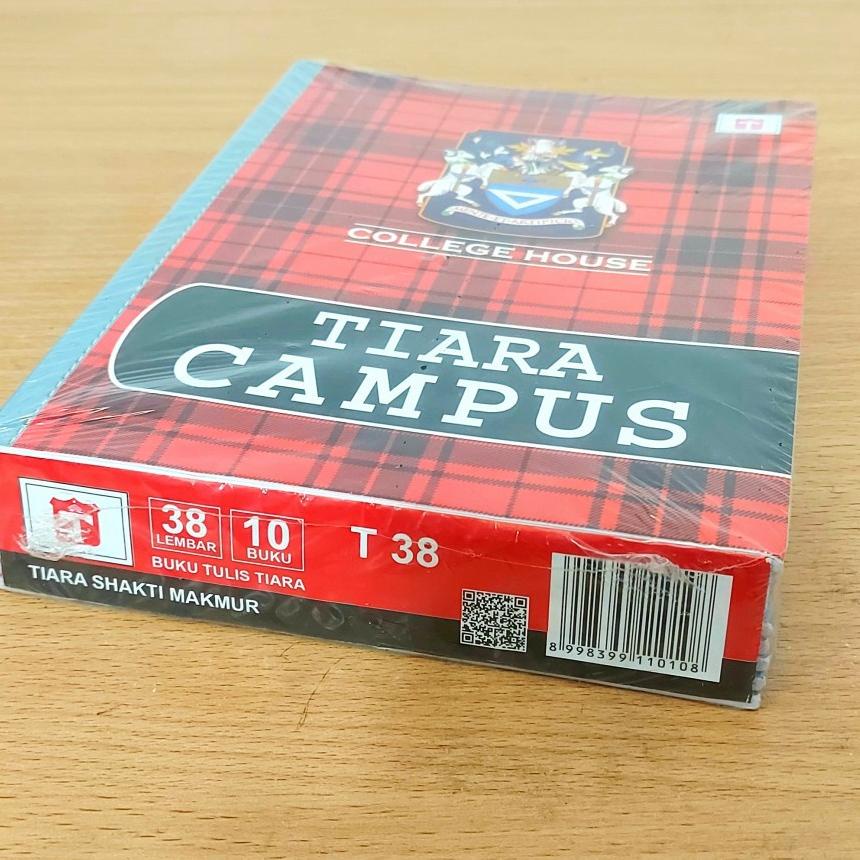 COLLEGE HOUSE
TIARA
CAMPUS
38
LEMBAR
10
BUKU
BUKU TULIS TIARA
T 38
TIARA SHAKTI MAKMUR
8 998399 110108